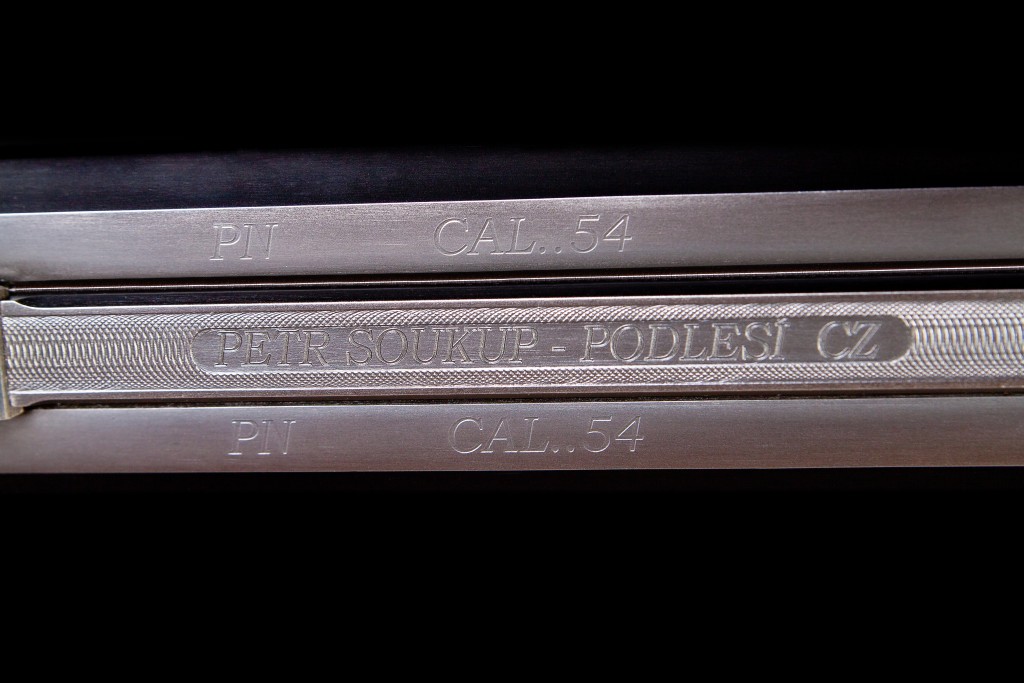 PN CAL..54
PETR SOUKUP - PODLESÍ CZ
PN CAL..54